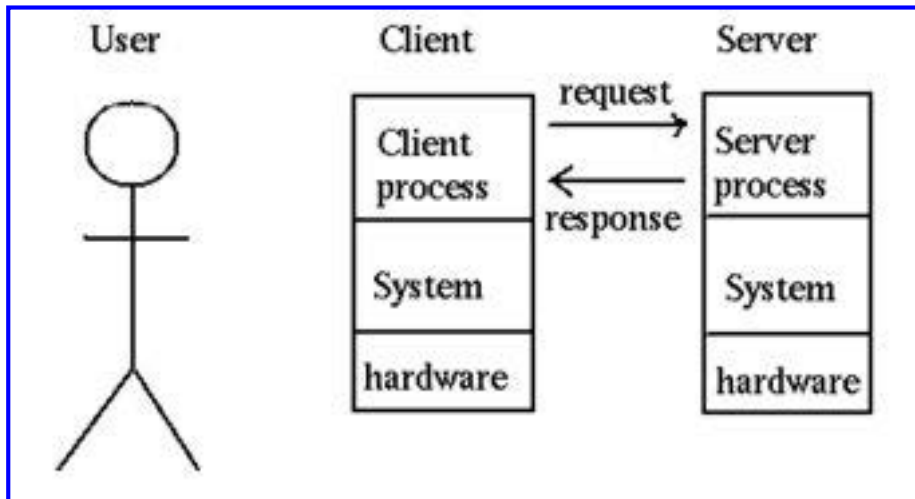 User
Client
Server
request
Client
process
Server
process
response
System
System
hardware
hardware